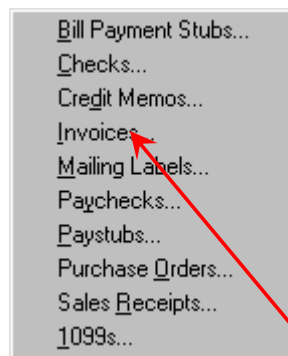 Bill Payment Stubs...
Checks...
Credit Memos...
Invoices...
Mailing Labels...
Paychecks...
Paystubs...
Purchase Orders...
Sales Receipts...
1099s...